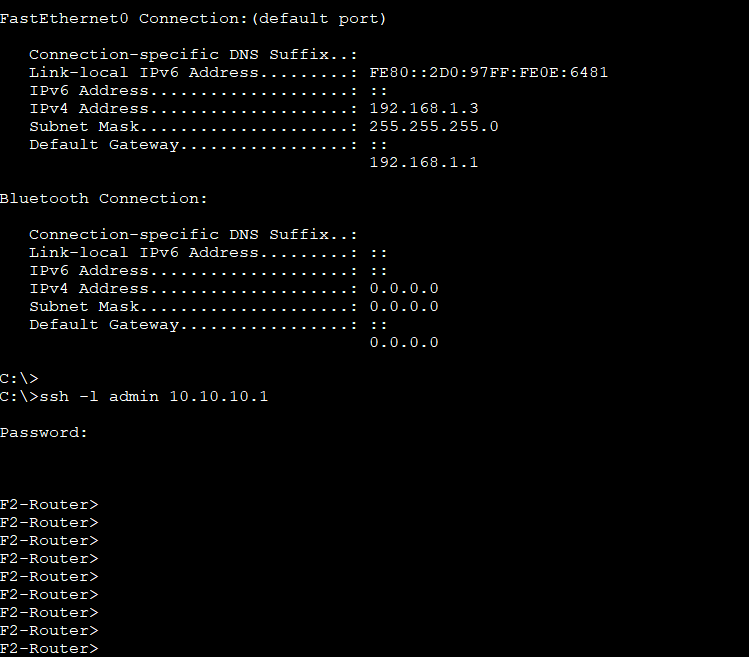 FastEthernet0 Connection:(default port)
Connection-specific DNS Suffix..:
Link-local IPv6 Address.........: FE80::2D0:97FF:FE0E:6481
IPv6 Address....................: ::
IPv4 Address....................: 192.168.1.3
Subnet Mask.....................: 255.255.255.0
Default Gateway.................: ::
192.168.1.1
Bluetooth Connection:
Connection-specific DNS Suffix..:
Link-local IPv6 Address.........: ::
IPv6 Address....................: ::
IPv4 Address....................: 0.0.0.0
Subnet Mask.....................: 0.0.0.0
Default Gateway.................: ::
0.0.0.0
C:\>
C:\>ssh -l admin 10.10.10.1
Password:
F2-Router>
F2-Router>
F2-Router>
F2-Router>
F2-Router>
F2-Router>
F2-Router>
F2-Router>
F2-Router>